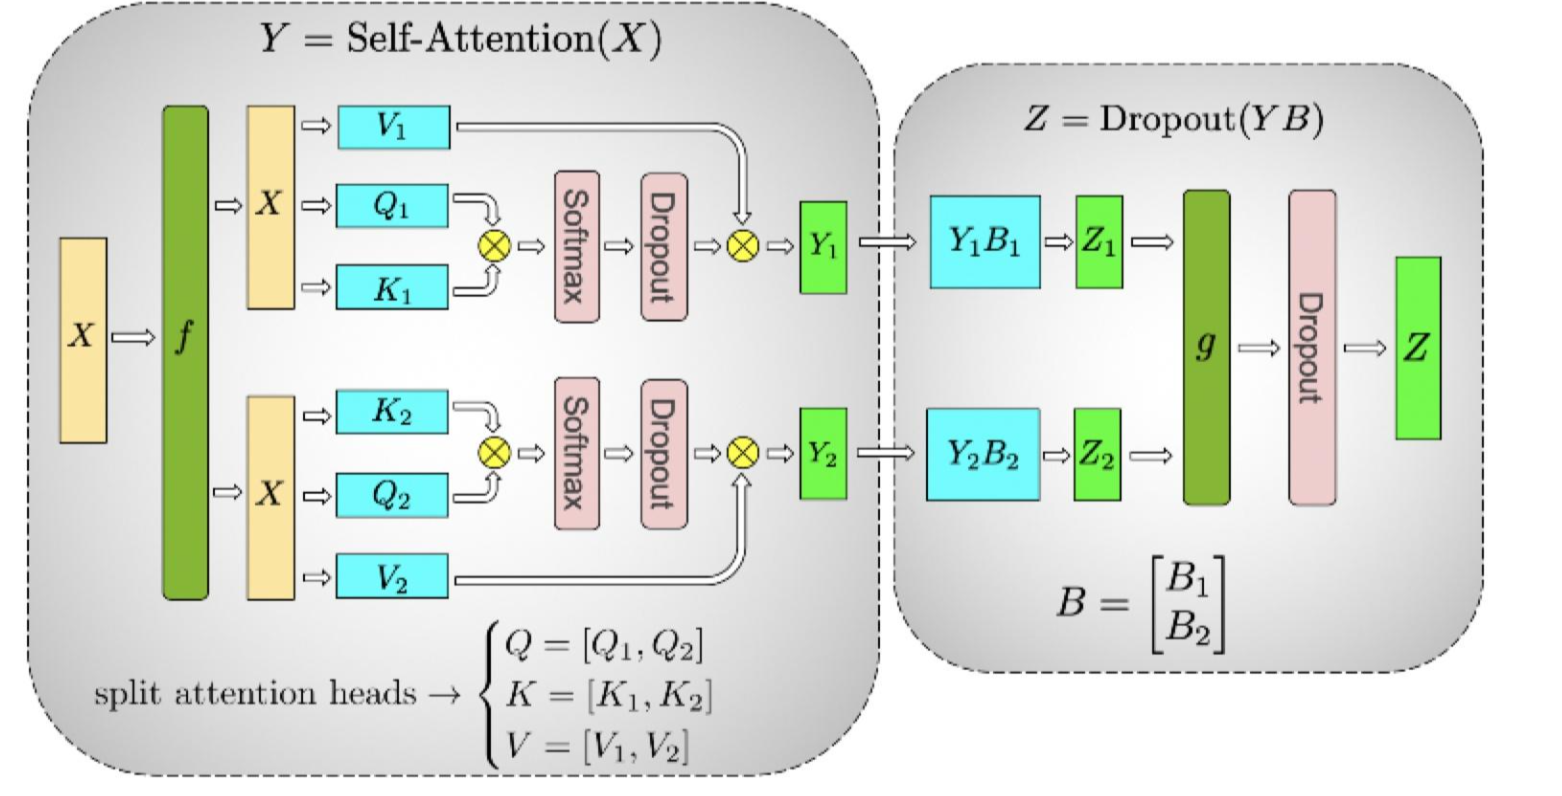 Y = Self-Attention(X)
X
f
X
V₁
Q₁
K₁
Softmax
Dropout
Y₁
X
K₂
Q₂
V₂
Softmax
Dropout
Y₂
split attention heads → { Q = [Q₁, Q₂]
K = [K₁, K₂]
V = [V₁, V₂]
Z = Dropout(YB)
Y₁B₁
Z₁
Y₂B₂
Z₂
g
Dropout
Z
B = [B₁
B₂]